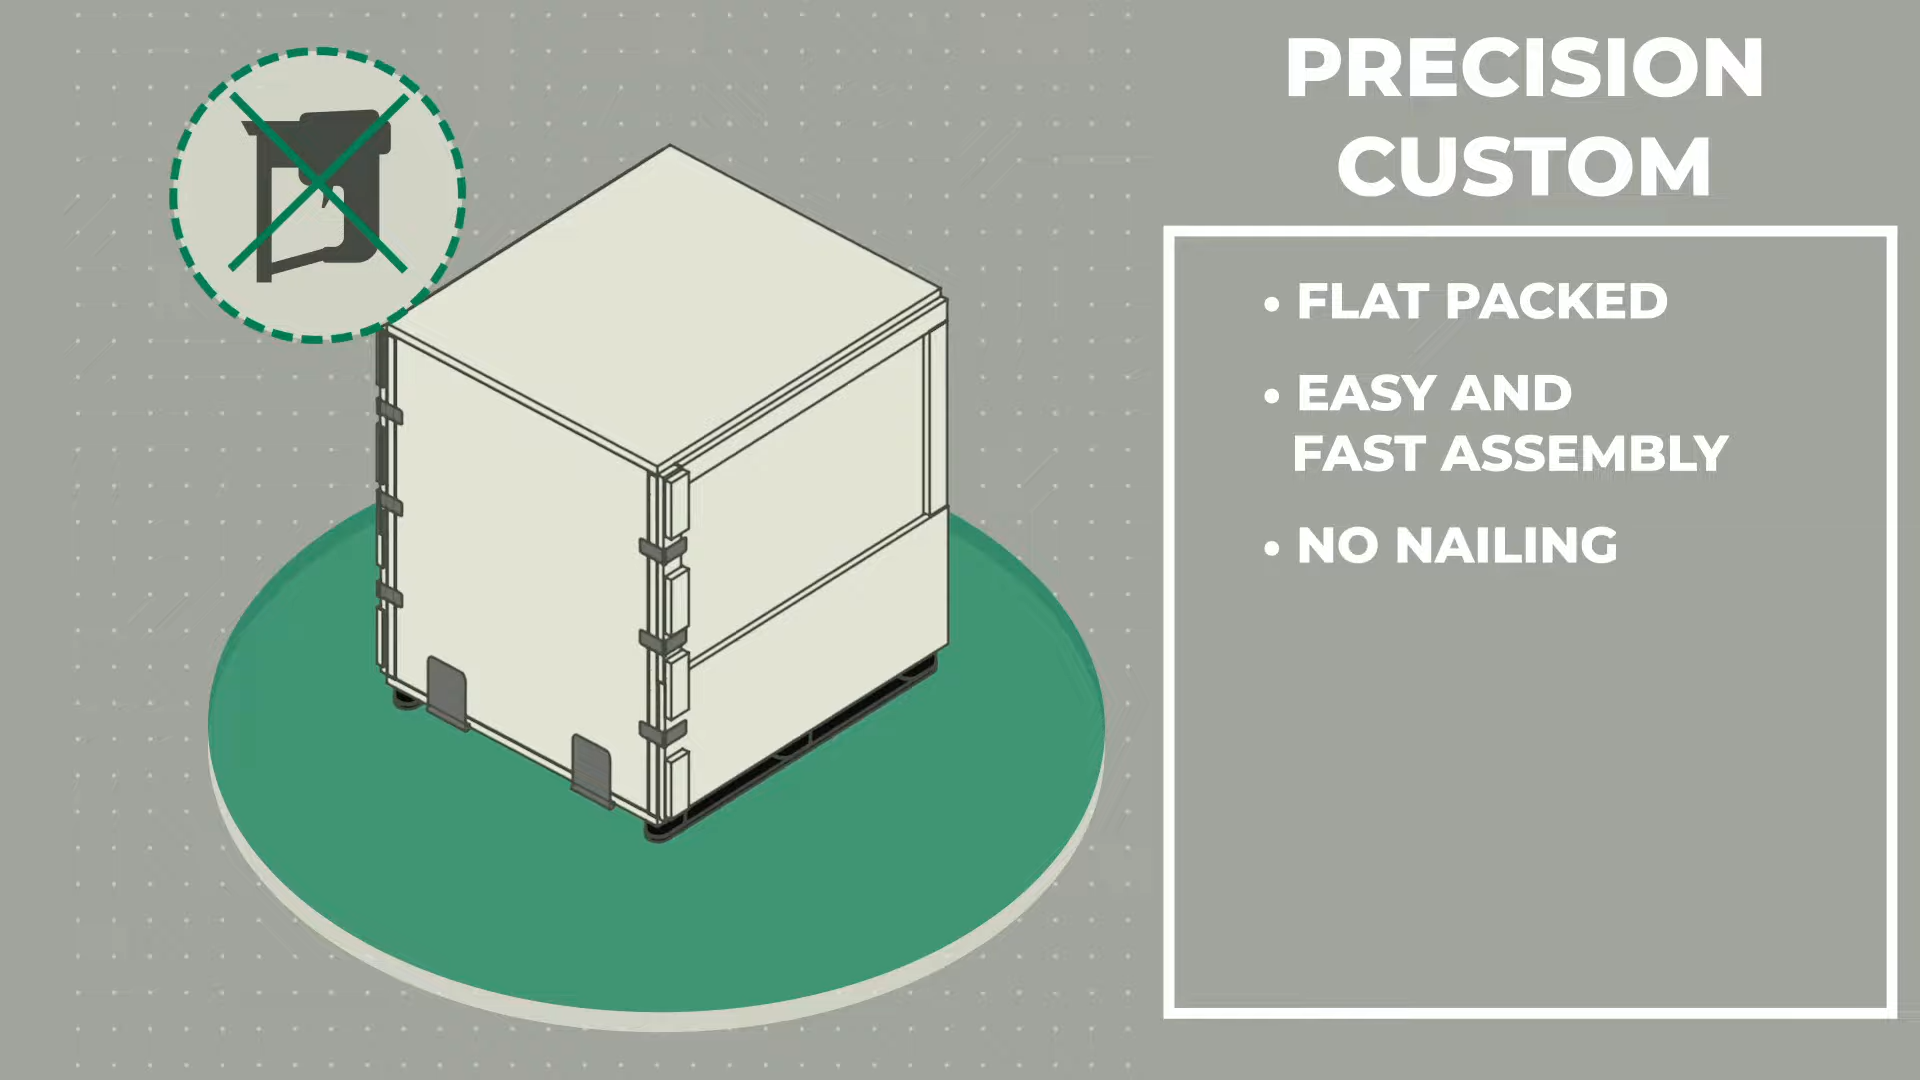 PRECISION
CUSTOM
• FLAT PACKED
• EASY AND
FAST ASSEMBLY
• NO NAILING